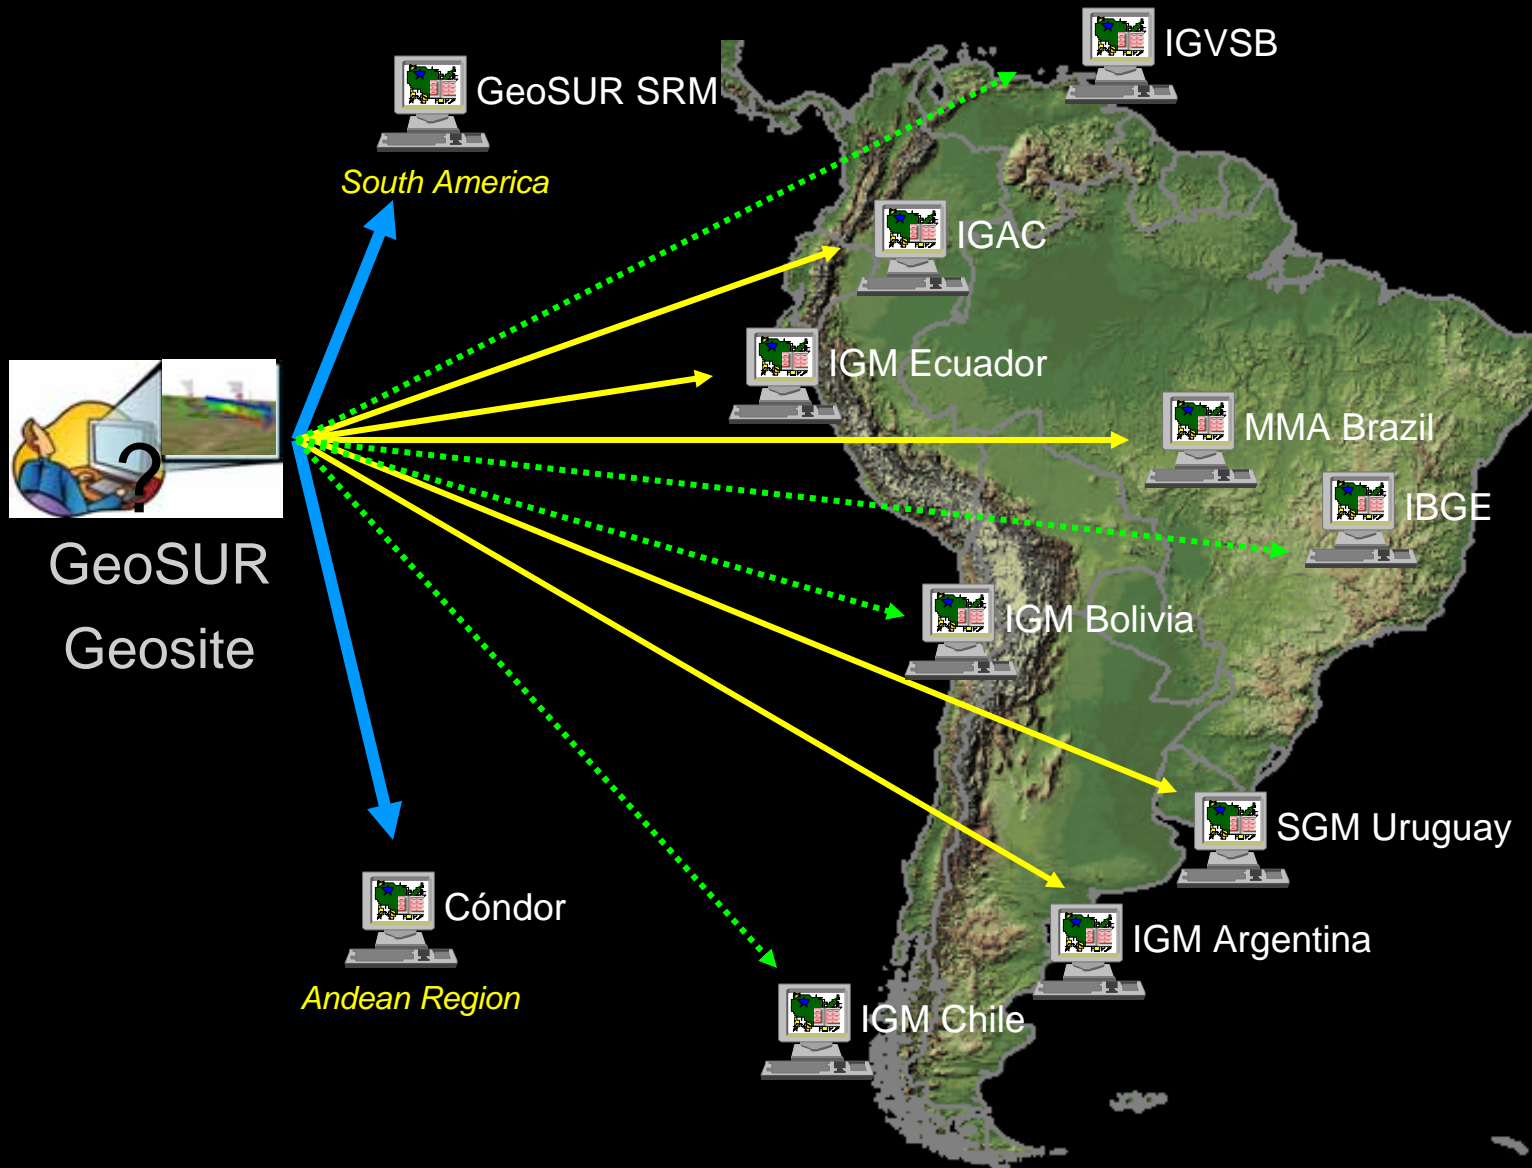 IGVSB
GeoSUR SRM
South America
IGAC
IGM Ecuador
MMA Brazil
?
IBGE
GeoSUR
Geosite
IGM Bolivia
SGM Uruguay
Cóndor
IGM Argentina
Andean Region
IGM Chile